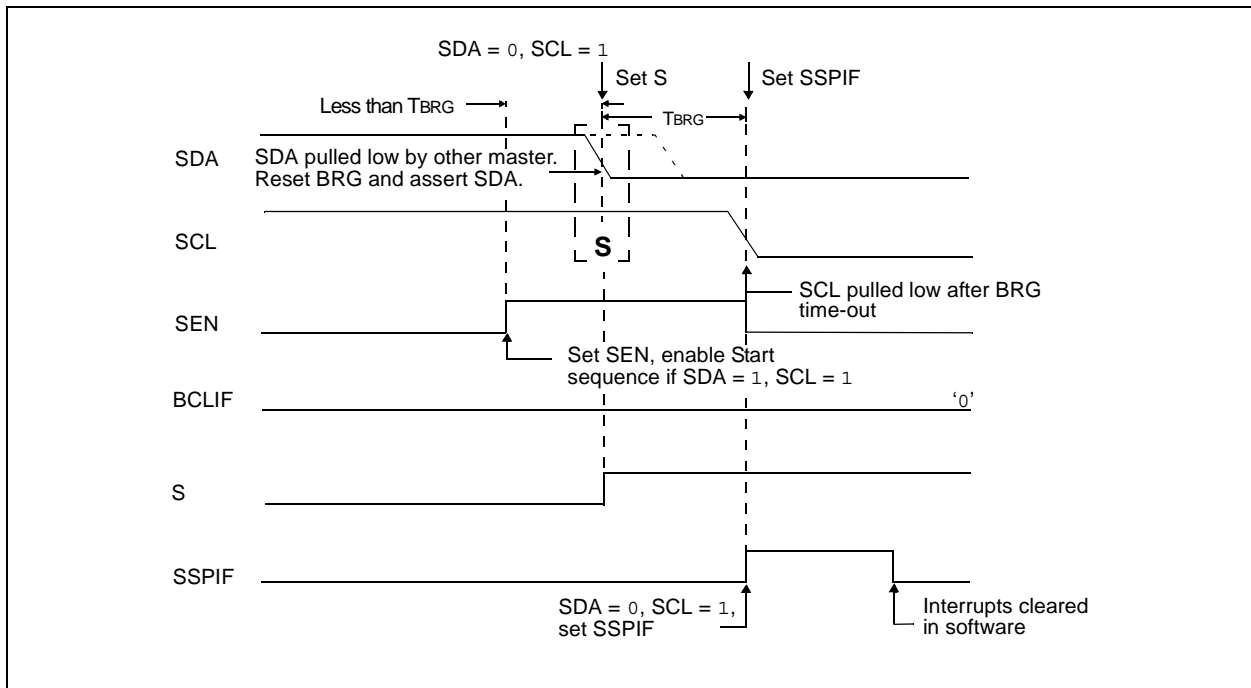 SDA = 0, SCL = 1
Set S
Set SSPIF
Less than TBRG
TBRG
SDA
SDA pulled low by other master.
Reset BRG and assert SDA.
SCL
S
SCL pulled low after BRG
time-out
SEN
Set SEN, enable Start
sequence if SDA = 1, SCL = 1
BCLIF
‘0’
S
SSPIF
SDA = 0, SCL = 1,
set SSPIF
Interrupts cleared
in software